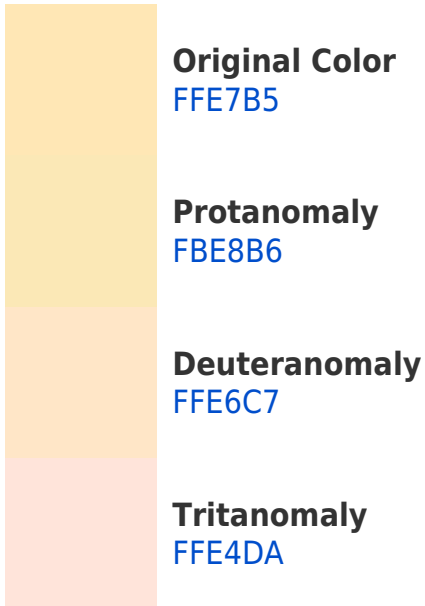 Original Color
FFE7B5
Protanomaly
FBE8B6
Deuteranomaly
FFE6C7
Tritanomaly
FFE4DA